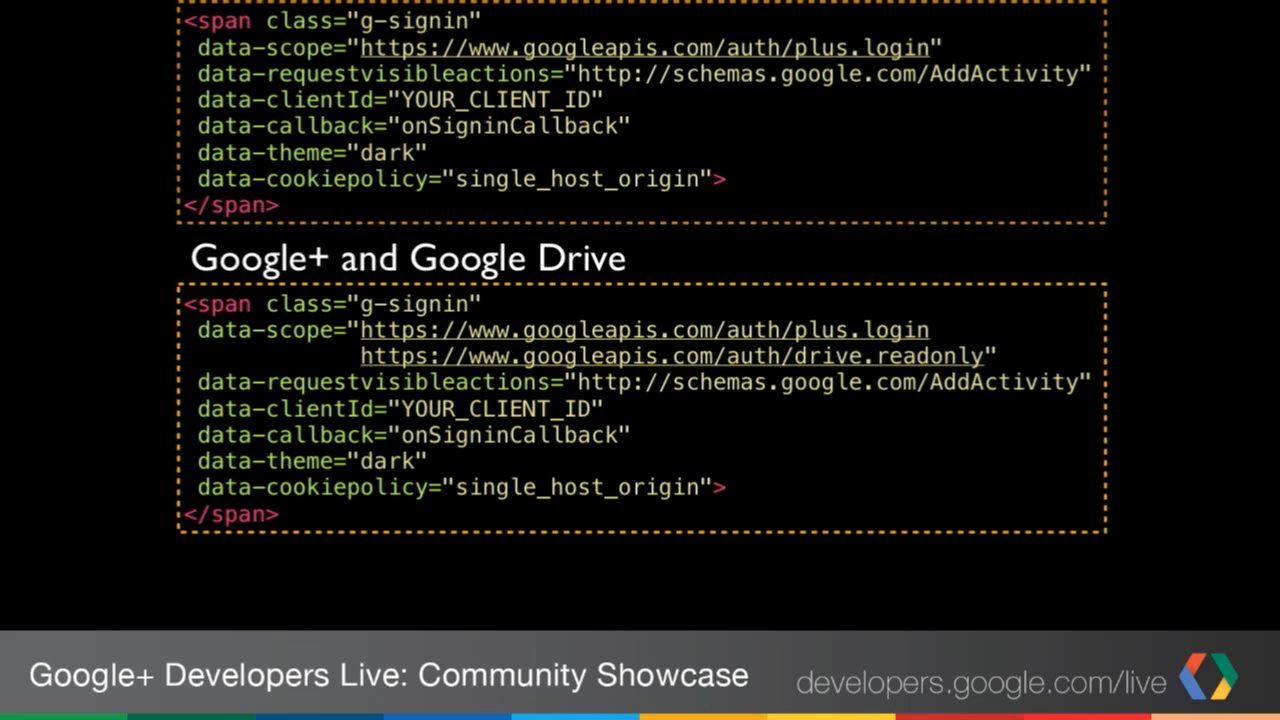 <span class="g-signin"
data-scope="https://www.googleapis.com/auth/plus.login"
data-requestvisibleactions="http://schemas.google.com/AddActivity"
data-clientId="YOUR_CLIENT_ID"
data-callback="onSigninCallback"
data-theme="dark"
data-cookiepolicy="single_host_origin">
</span>
Google+ and Google Drive
<span class="g-signin"
data-scope="https://www.googleapis.com/auth/plus.login
https://www.googleapis.com/auth/drive.readonly"
data-requestvisibleactions="http://schemas.google.com/AddActivity"
data-clientId="YOUR_CLIENT_ID"
data-callback="onSigninCallback"
data-theme="dark"
data-cookiepolicy="single_host_origin">
</span>
Google+ Developers Live: Community Showcase
developers.google.com/live